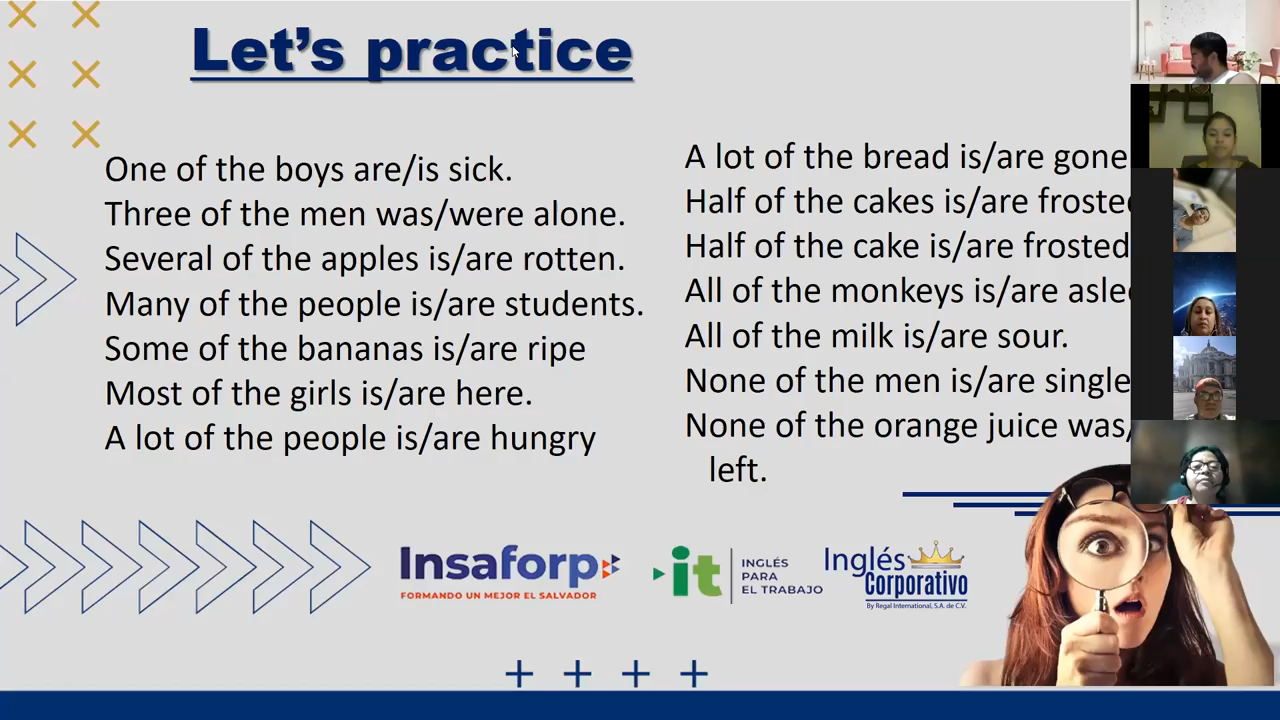 Let's practice
One of the boys are/is sick.
Three of the men was/were alone.
Several of the apples is/are rotten.
Many of the people is/are students.
Some of the bananas is/are ripe
Most of the girls is/are here.
A lot of the people is/are hungry
A lot of the bread is/are gone
Half of the cakes is/are
Half of the cake is/are frosted
All of the monkeys is/are
All of the milk is/are sour.
None of the men is/are single
None of the orange juice was/
left.
Insaforp
FORMANDO UN MEJOR EL SALVADOR
it
INGLÉS
PARA
EL TRABAJO
Inglés
Corporativo
By Regal International, S.A. de C.V.